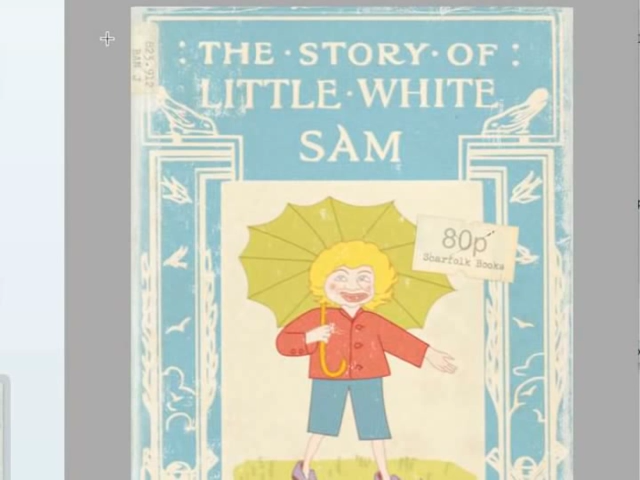 THE · STORY · OF
LITTLE · WHITE
SAM
80p
Scarfolk Books